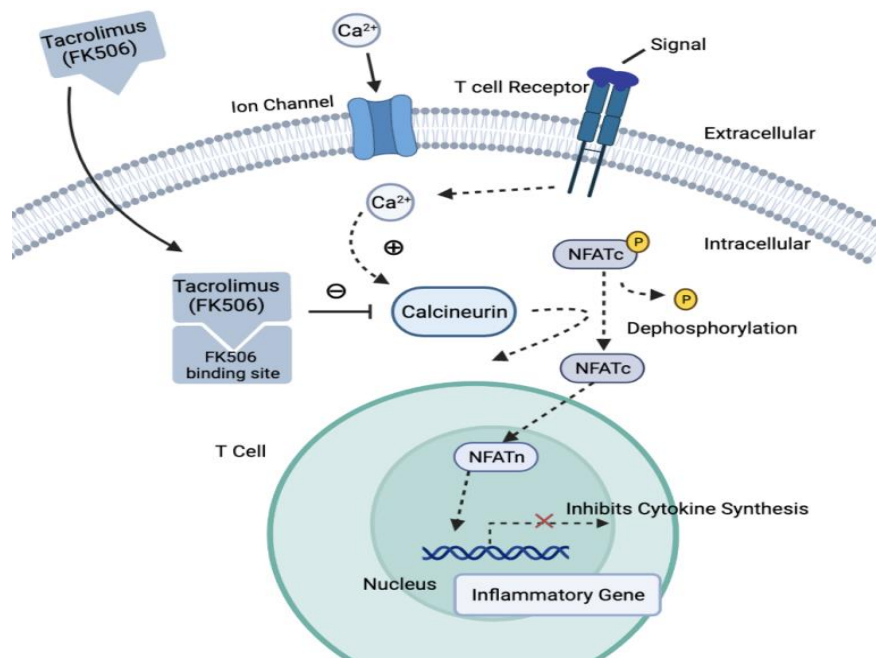 Tacrolimus
(FK506)
Ca²⁺
Signal
T cell Receptor
Ion Channel
Extracellular
Ca²⁺
Intracellular
P
NFATc
⊕
Tacrolimus
(FK506)
⊖
Calcineurin
P
Dephosphorylation
FK506
binding site
NFATc
T Cell
NFATn
Inhibits Cytokine Synthesis
Nucleus
Inflammatory Gene